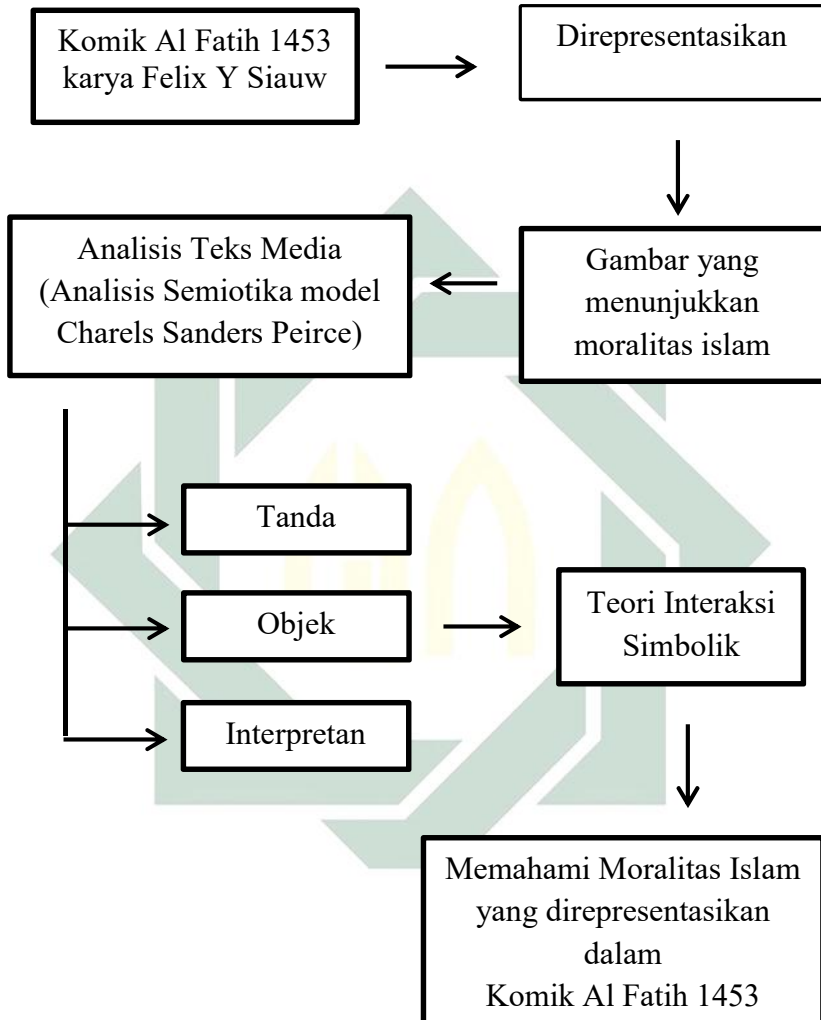 Komik Al Fatih 1453
karya Felix Y Siauw
Direpresentasikan
Gambar yang
menunjukkan
moralitas islam
Analisis Teks Media
(Analisis Semiotika model
Charels Sanders Peirce)
Tanda
Objek
Interpretan
Teori Interaksi
Simbolik
Memahami Moralitas Islam
yang direpresentasikan
dalam
Komik Al Fatih 1453